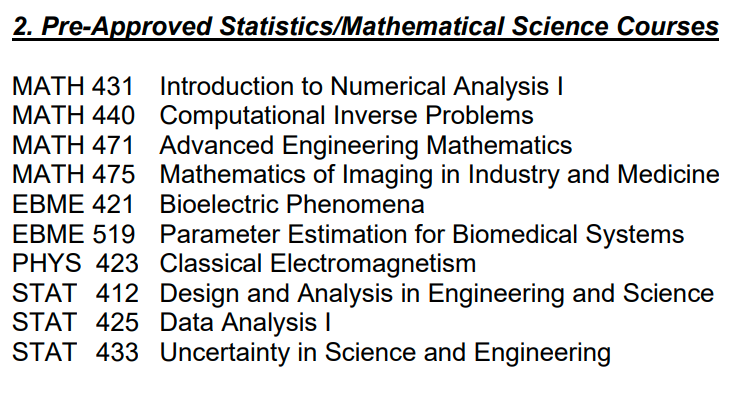 2. Pre-Approved Statistics/Mathematical Science Courses
MATH 431 Introduction to Numerical Analysis I
MATH 440 Computational Inverse Problems
MATH 471 Advanced Engineering Mathematics
MATH 475 Mathematics of Imaging in Industry and Medicine
EBME 421 Bioelectric Phenomena
EBME 519 Parameter Estimation for Biomedical Systems
PHYS 423 Classical Electromagnetism
STAT 412 Design and Analysis in Engineering and Science
STAT 425 Data Analysis I
STAT 433 Uncertainty in Science and Engineering